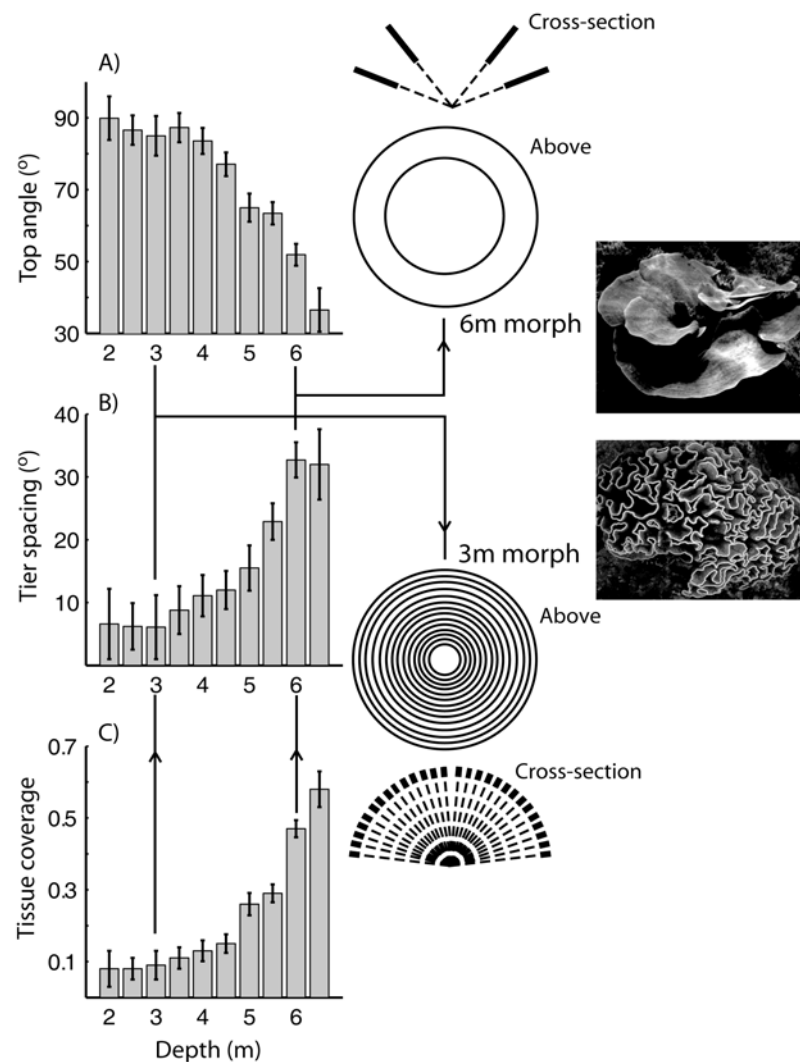 Cross-section
A)
Above
Top angle (º)
90
70
50
30
2 3 4 5 6
6m morph
B)
Tier spacing (º)
40
30
20
10
2 3 4 5 6
3m morph
Above
C)
Cross-section
Tissue coverage
0.7
0.5
0.3
0.1
2 3 4 5 6
Depth (m)